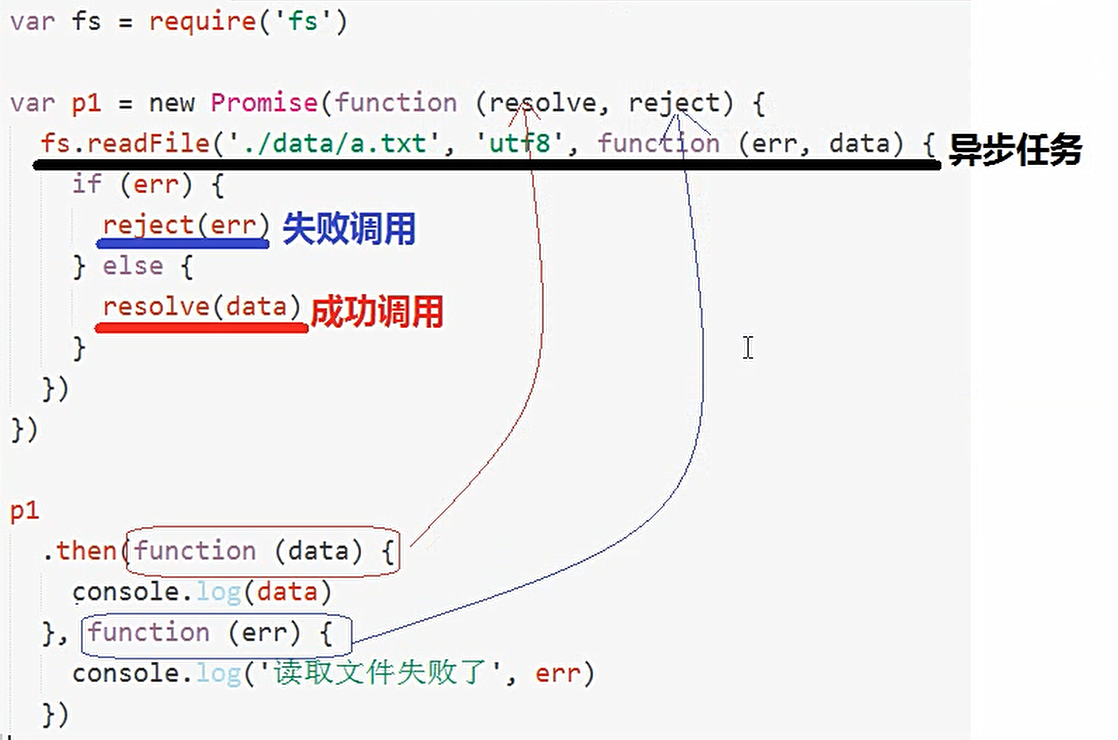 var fs = require('fs')
var p1 = new Promise(function (resolve, reject) {
fs.readFile('./data/a.txt', 'utf8', function (err, data) { 异步任务
if (err) {
reject(err) 失败调用
} else {
resolve(data) 成功调用
}
})
})
p1
.then(function (data) {
console.log(data)
}, function (err) {
console.log('读取文件失败了', err)
})